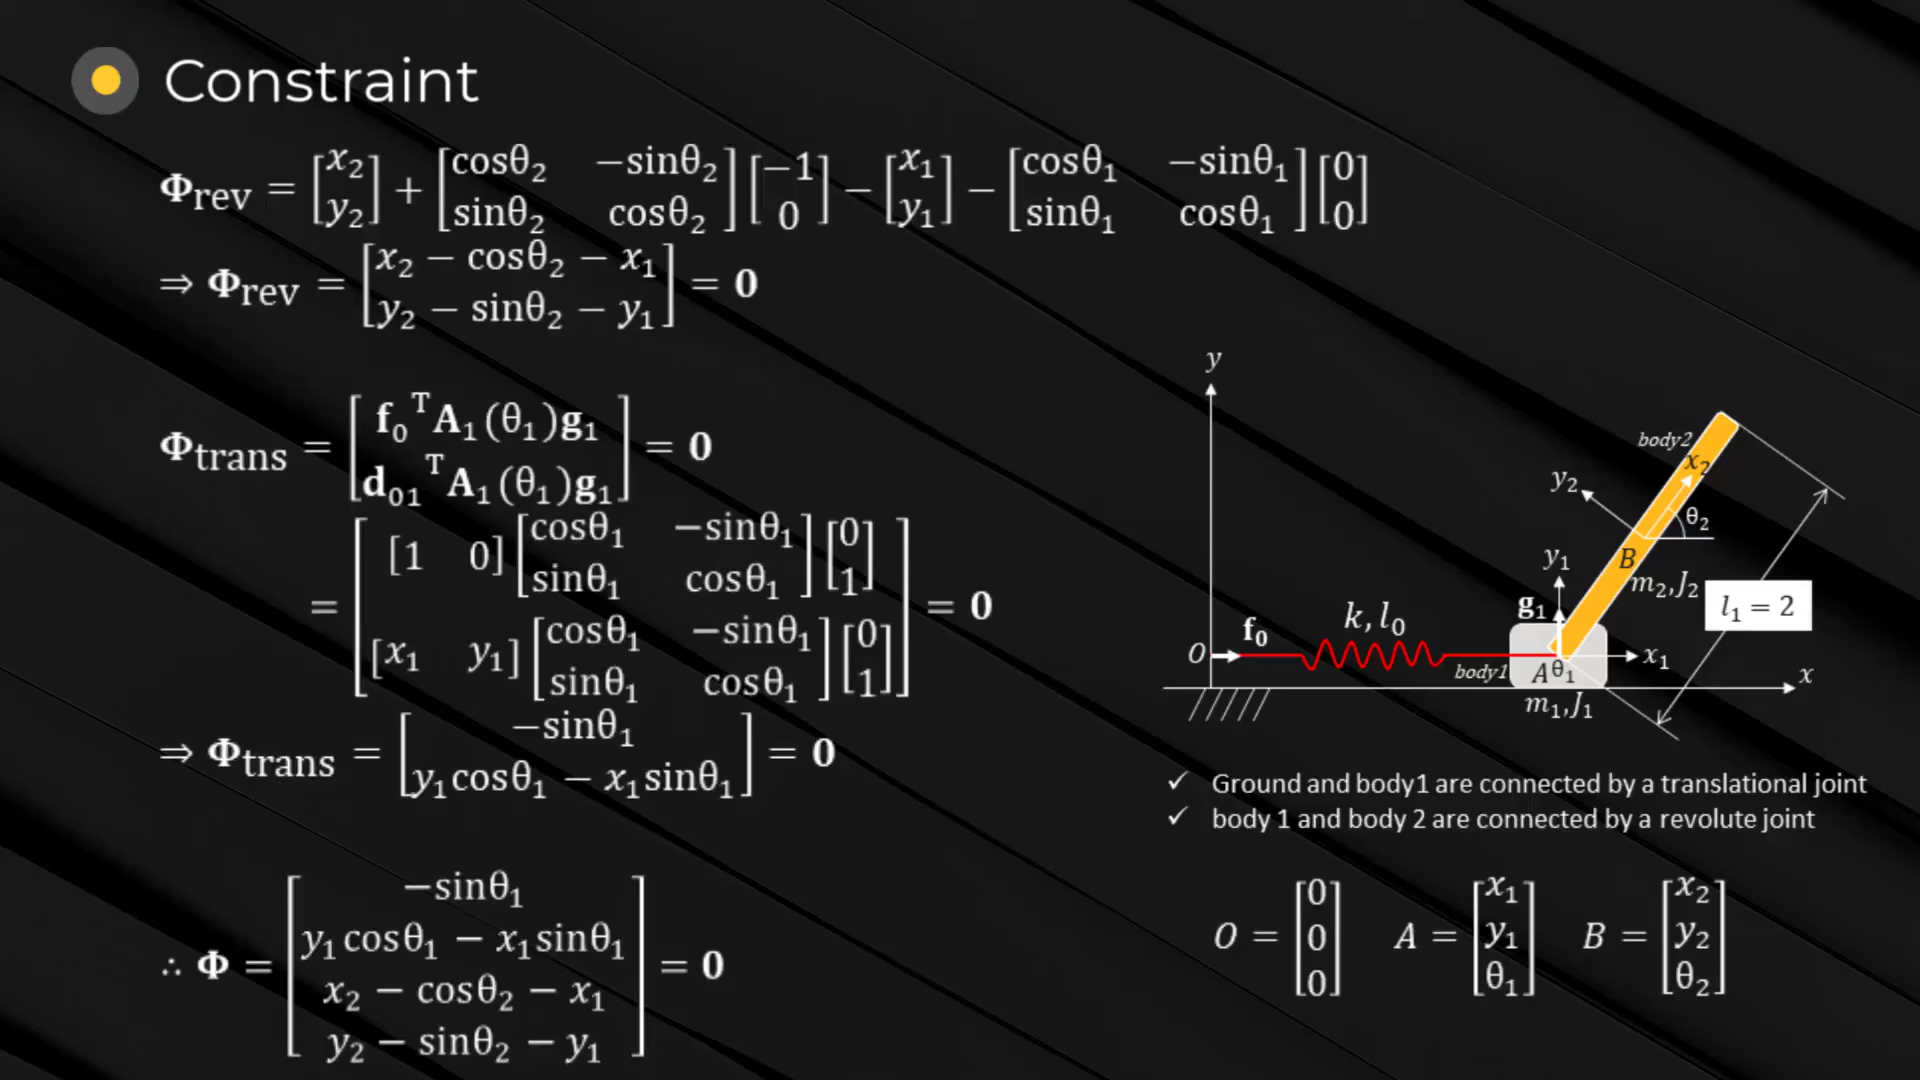 Constraint
Φrev = [x₂ y₂] + [cosθ₂ −sinθ₂ sinθ₂ cosθ₂] [−1 0] − [x₁ y₁] − [cosθ₁ −sinθ₁ sinθ₁ cosθ₁] [0 0]
⇒ Φrev = [x₂ − cosθ₂ − x₁ y₂ − sinθ₂ − y₁] = 0
Φtrans = [f₀ᵀA₁(θ₁)g₁ d₀₁ᵀA₁(θ₁)g₁] = 0
= [[1 0] [cosθ₁ −sinθ₁ sinθ₁ cosθ₁] [0 1] [x₁ y₁] [cosθ₁ −sinθ₁ sinθ₁ cosθ₁] [0 1]] = 0
⇒ Φtrans = [−sinθ₁ y₁cosθ₁ − x₁sinθ₁] = 0
∴ Φ = [−sinθ₁ y₁cosθ₁ − x₁sinθ₁ x₂ − cosθ₂ − x₁ y₂ − sinθ₂ − y₁] = 0
y
body2
x₂
y₂
θ₂
B
y₁
m₂,J₂
l₁ = 2
g₁
k, l₀
f₀
O
x₁
body1
A
θ₁
x
m₁,J₁
✓ Ground and body1 are connected by a translational joint
✓ body 1 and body 2 are connected by a revolute joint
O = [0 0 0] A = [x₁ y₁ θ₁] B = [x₂ y₂ θ₂]